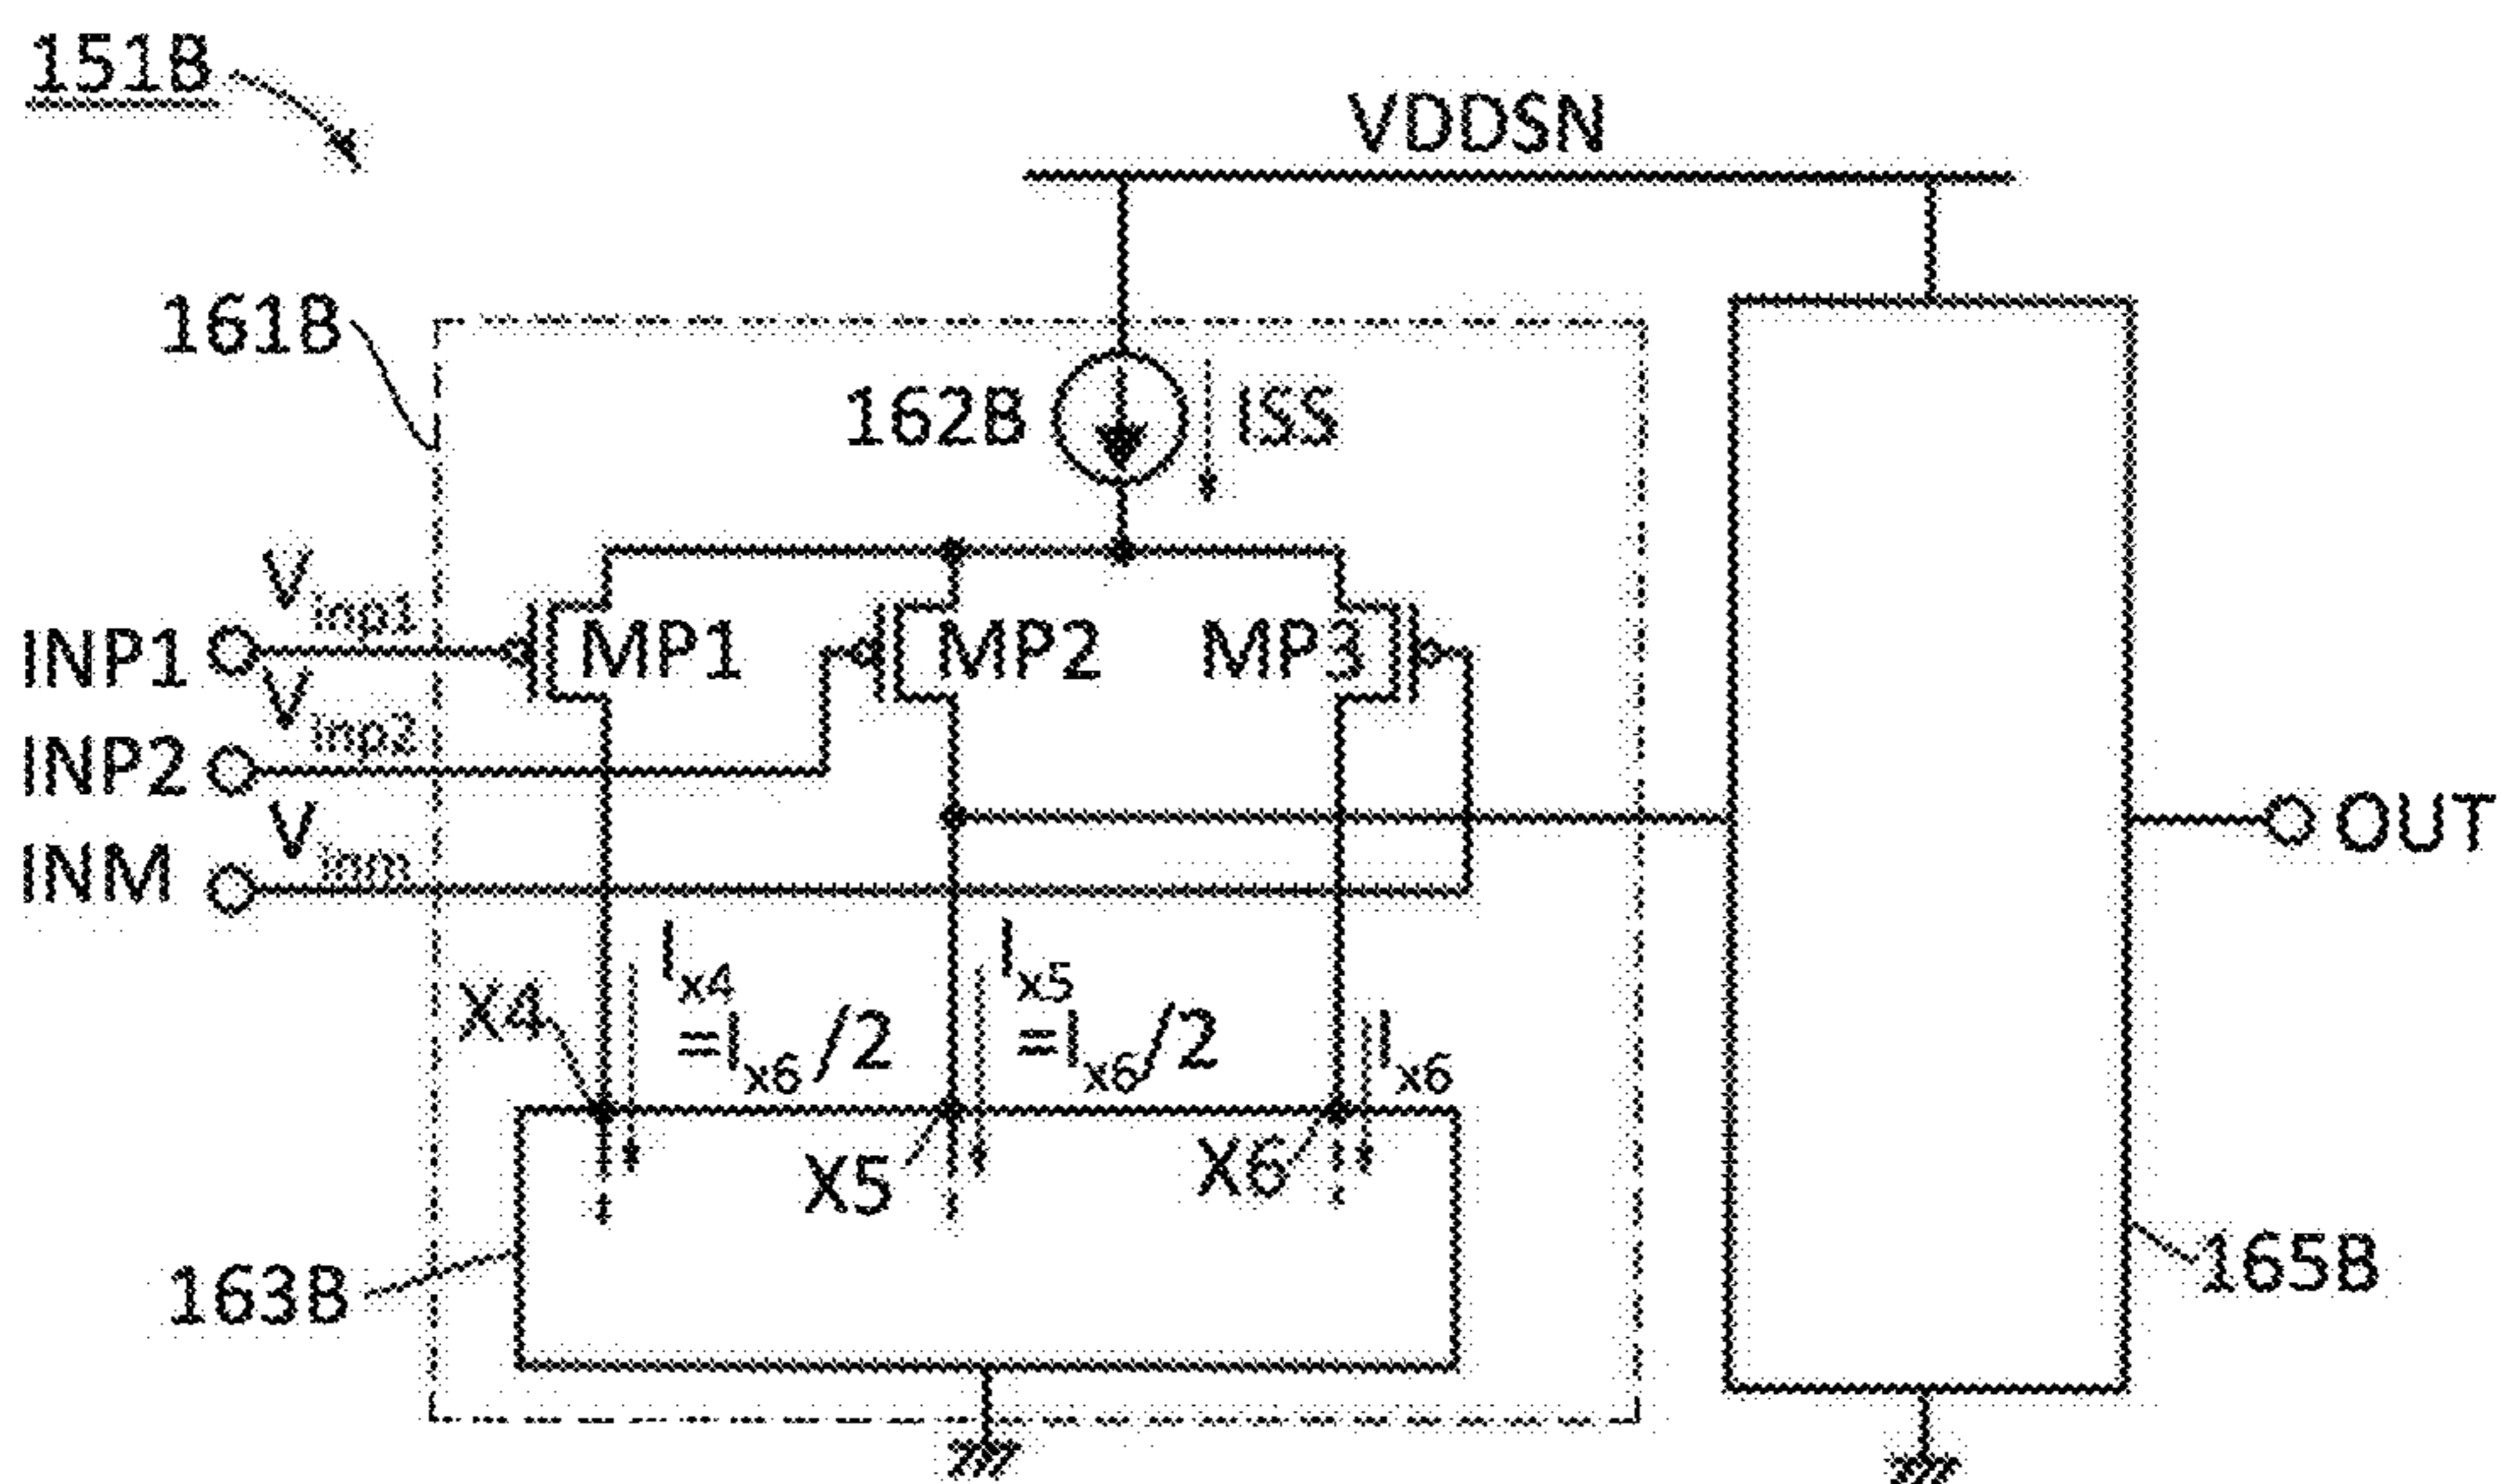 151B
VDDSN
161B
162B
ISS
Vinp1
INP1
MP1
MP2
MP3
Vinp2
INP2
Vinm
INM
OUT
Ix4
=Ix6/2
Ix5
=Ix6/2
Ix6
X4
X5
X6
163B
165B